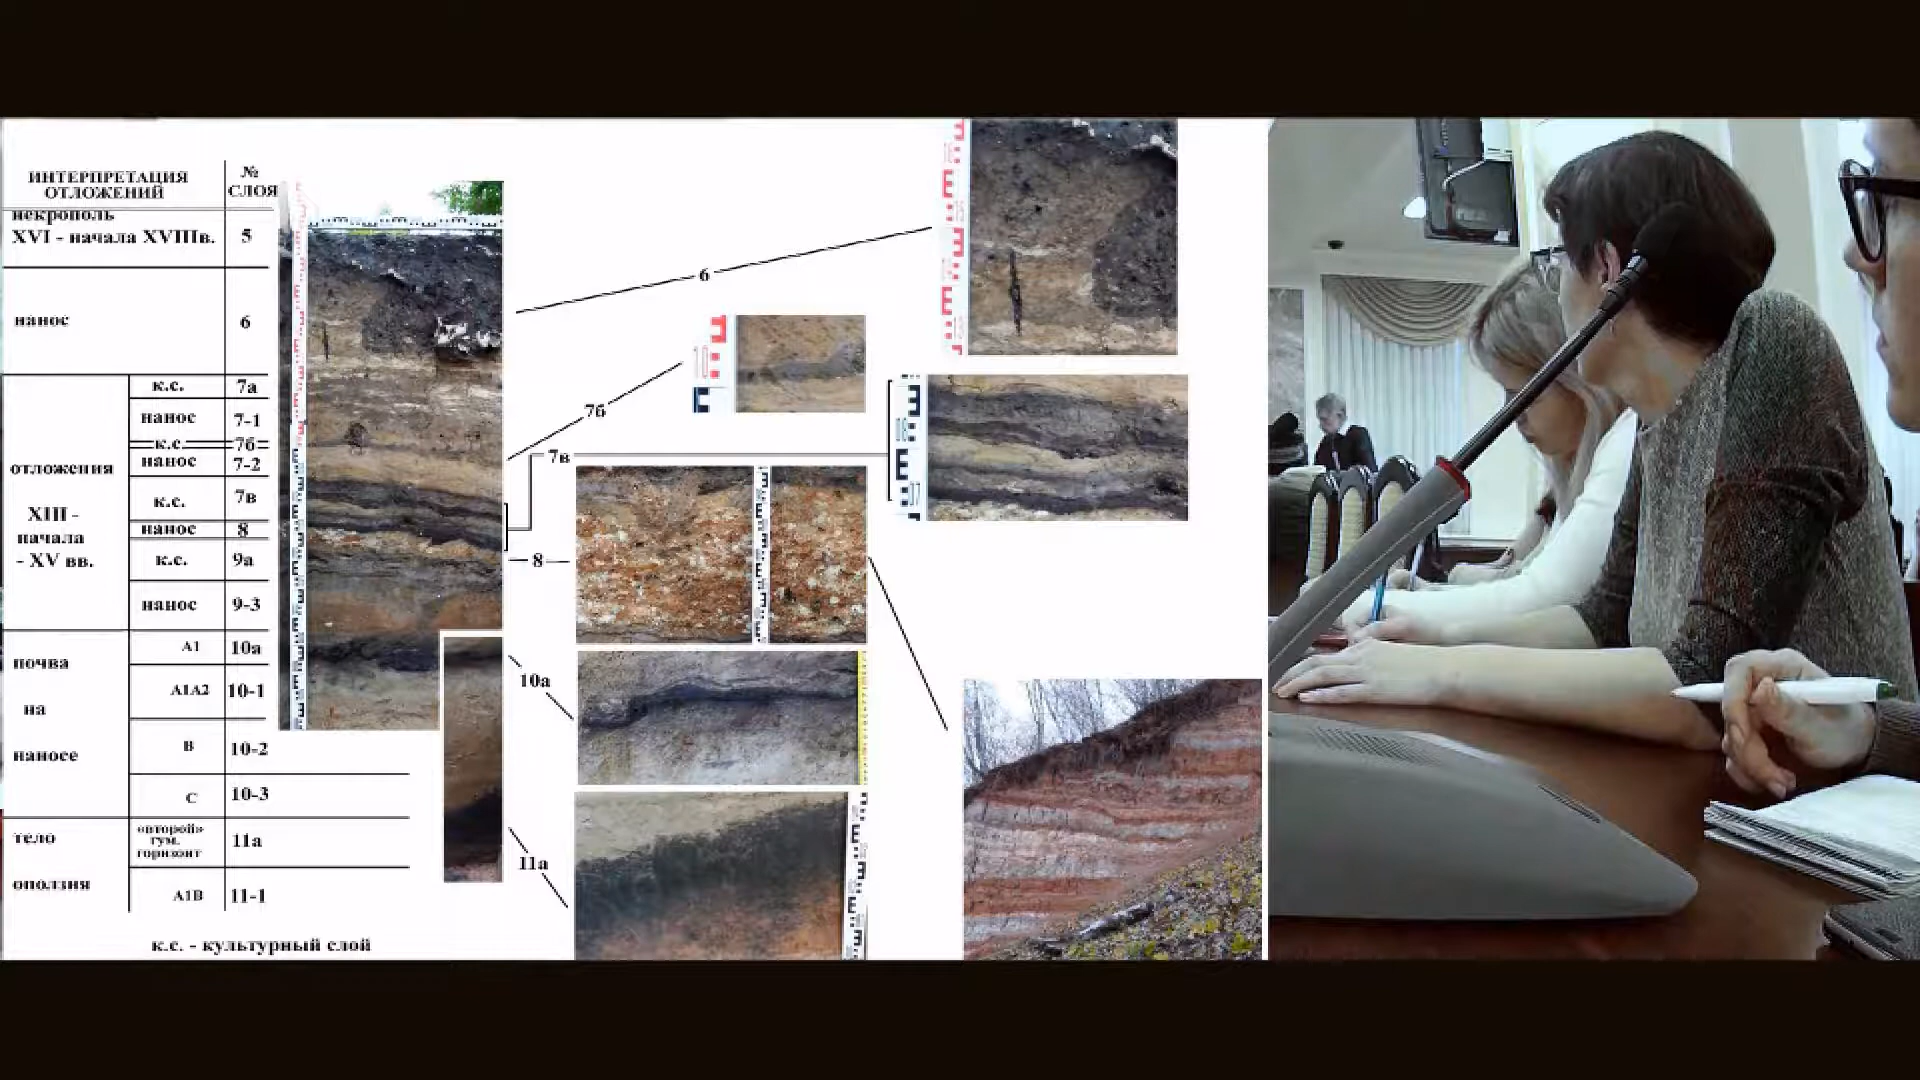 ИНТЕРПРЕТАЦИЯ
ОТЛОЖЕНИЙ
№
СЛОЯ
некрополь
XVI - начала XVIIIв.
5
нанос
6
отложения
XIII -
начала
- XV вв.
к.с.
7а
нанос
7-1
к.с.
7б
нанос
7-2
к.с.
7в
нанос
8
к.с.
9а
нанос
9-3
почва
на
наносе
А1
10а
А1А2
10-1
В
10-2
С
10-3
тело
оползня
«второй»
гум.
горизонт
11а
А1В
11-1
к.с. - культурный слой
6
7б
7в
8
10а
11а